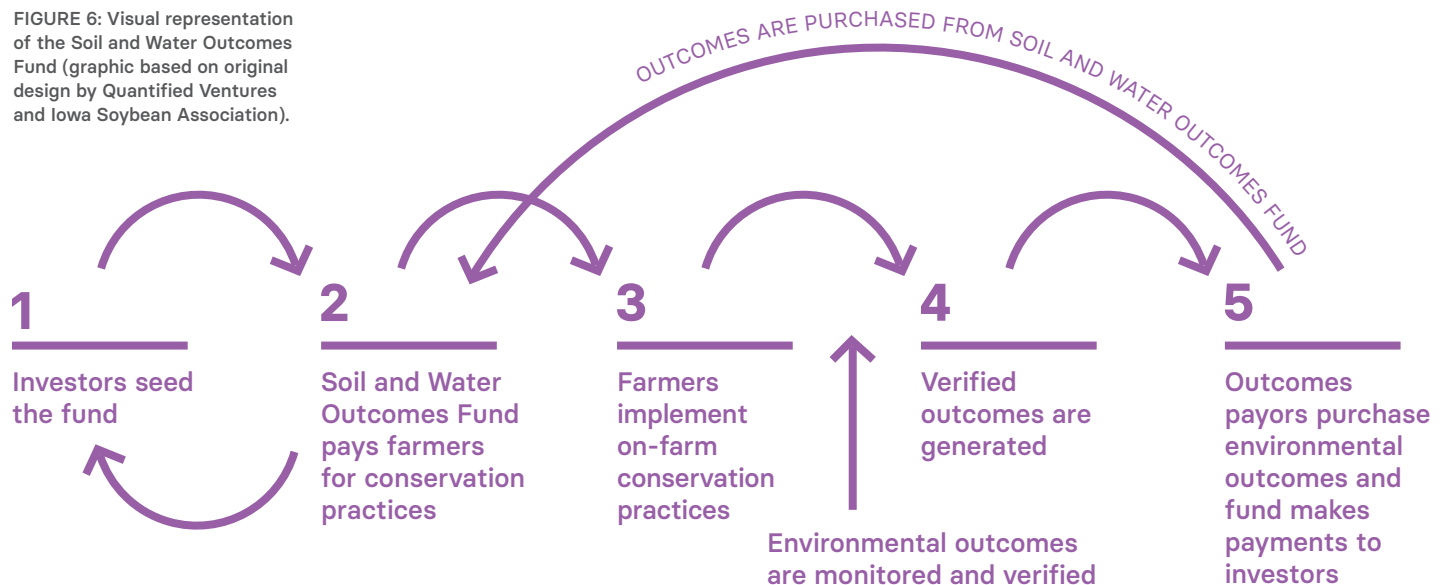 FIGURE 6: Visual representation
of the Soil and Water Outcomes
Fund (graphic based on original
design by Quantified Ventures
and Iowa Soybean Association).
OUTCOMES ARE PURCHASED FROM SOIL AND WATER OUTCOMES FUND
1
Investors seed
the fund
2
Soil and Water
Outcomes Fund
pays farmers
for conservation
practices
3
Farmers
implement
on-farm
conservation
practices
Environmental outcomes
are monitored and verified
4
Verified
outcomes are
generated
5
Outcomes
payors purchase
environmental
outcomes and
fund makes
payments to
investors